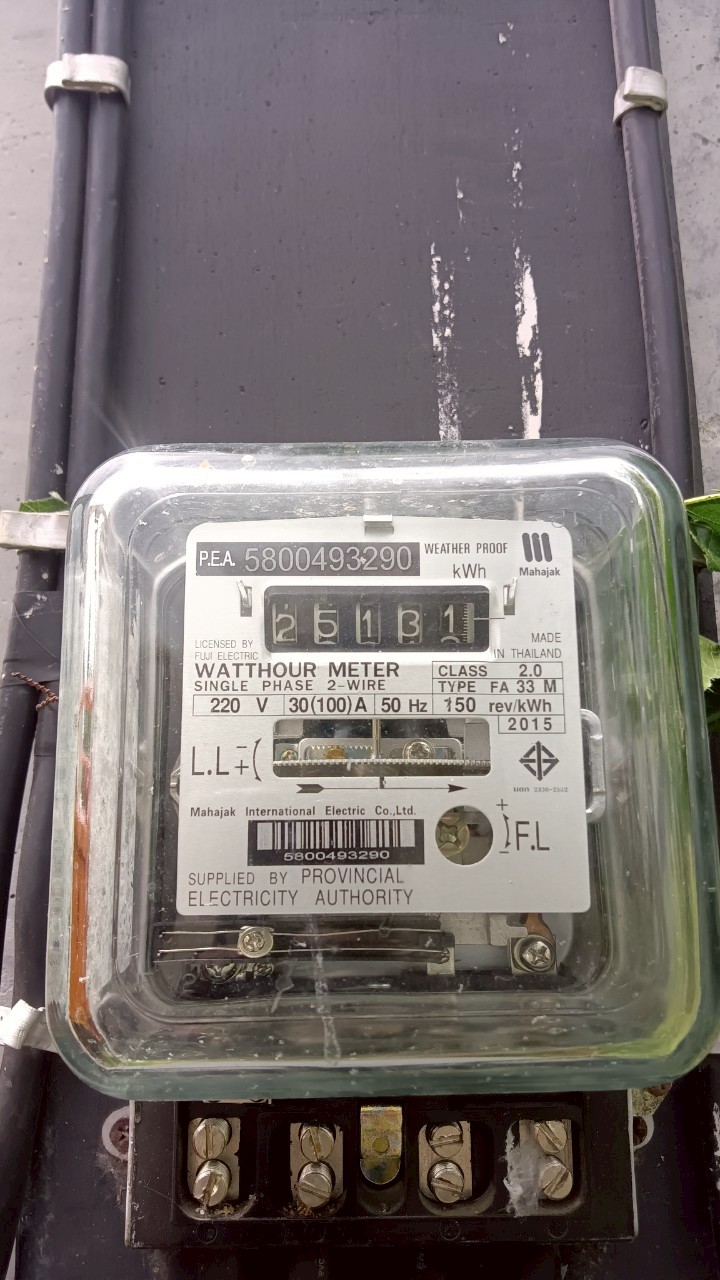 P.E.A. 5800493290
WEATHER PROOF
kWh
Mahajak
25131
LICENSED BY
FUJI ELECTRIC
MADE
IN THAILAND
WATTHOUR METER
SINGLE PHASE 2-WIRE
CLASS 2.0
TYPE FA 33 M
220 V 30(100)A 50 Hz 150 rev/kWh
2015
L.L - +
Mahajak International Electric Co.,Ltd.
5800493290
+ - F.L
SUPPLIED BY PROVINCIAL
ELECTRICITY AUTHORITY